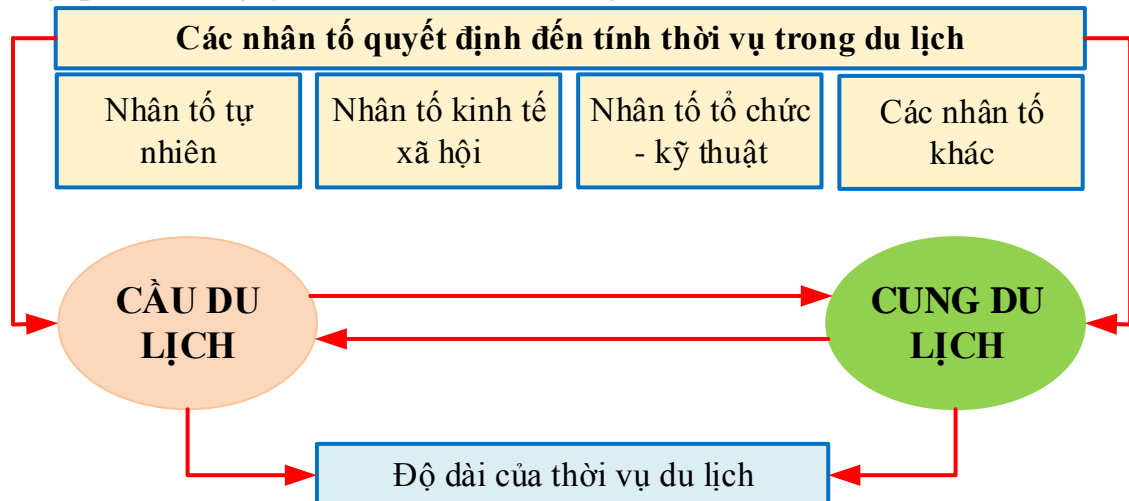 Các nhân tố quyết định đến tính thời vụ trong du lịch
Nhân tố tự
nhiên
Nhân tố kinh tế
xã hội
Nhân tố tổ chức
- kỹ thuật
Các nhân tố
khác
CẦU DU
LỊCH
CUNG DU
LỊCH
Độ dài của thời vụ du lịch